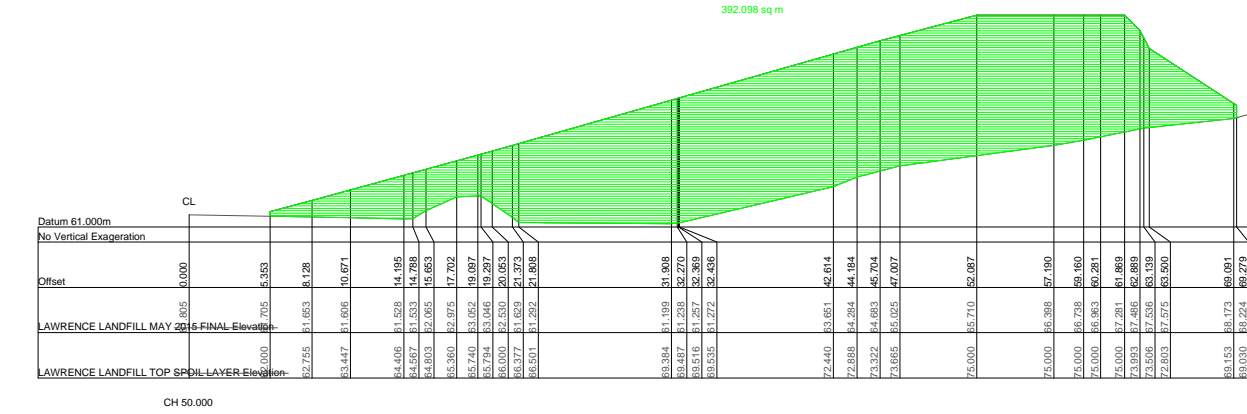 392.098 sq m
CL
Datum 61.000m
No Vertical Exageration
Offset 0.000 5.353 8.128 10.671 14.195 14.788 15.653 17.702 19.097 19.297 20.053 21.373 21.808 31.908 32.270 32.369 32.436 42.614 44.184 45.704 47.007 52.087 57.190 59.160 60.281 61.869 62.889 63.139 63.500 69.091 69.279
LAWRENCE LANDFILL MAY 2015 FINAL Elevation .805 .705 61.653 61.606 61.528 61.533 62.065 62.975 63.052 63.046 62.530 61.629 61.292 61.199 61.238 61.257 61.272 63.651 64.284 64.683 65.025 65.710 66.398 66.738 66.963 67.281 67.486 67.536 67.575 68.173 68.224
LAWRENCE LANDFILL TOP SPOIL LAYER Elevation 62.000 62.755 63.447 64.406 64.567 64.803 65.360 65.740 65.794 66.000 66.377 66.501 69.384 69.487 69.516 69.535 72.440 72.888 73.322 73.665 75.000 75.000 75.000 75.000 75.000 73.993 73.506 72.803 69.153 69.030
CH 50.000